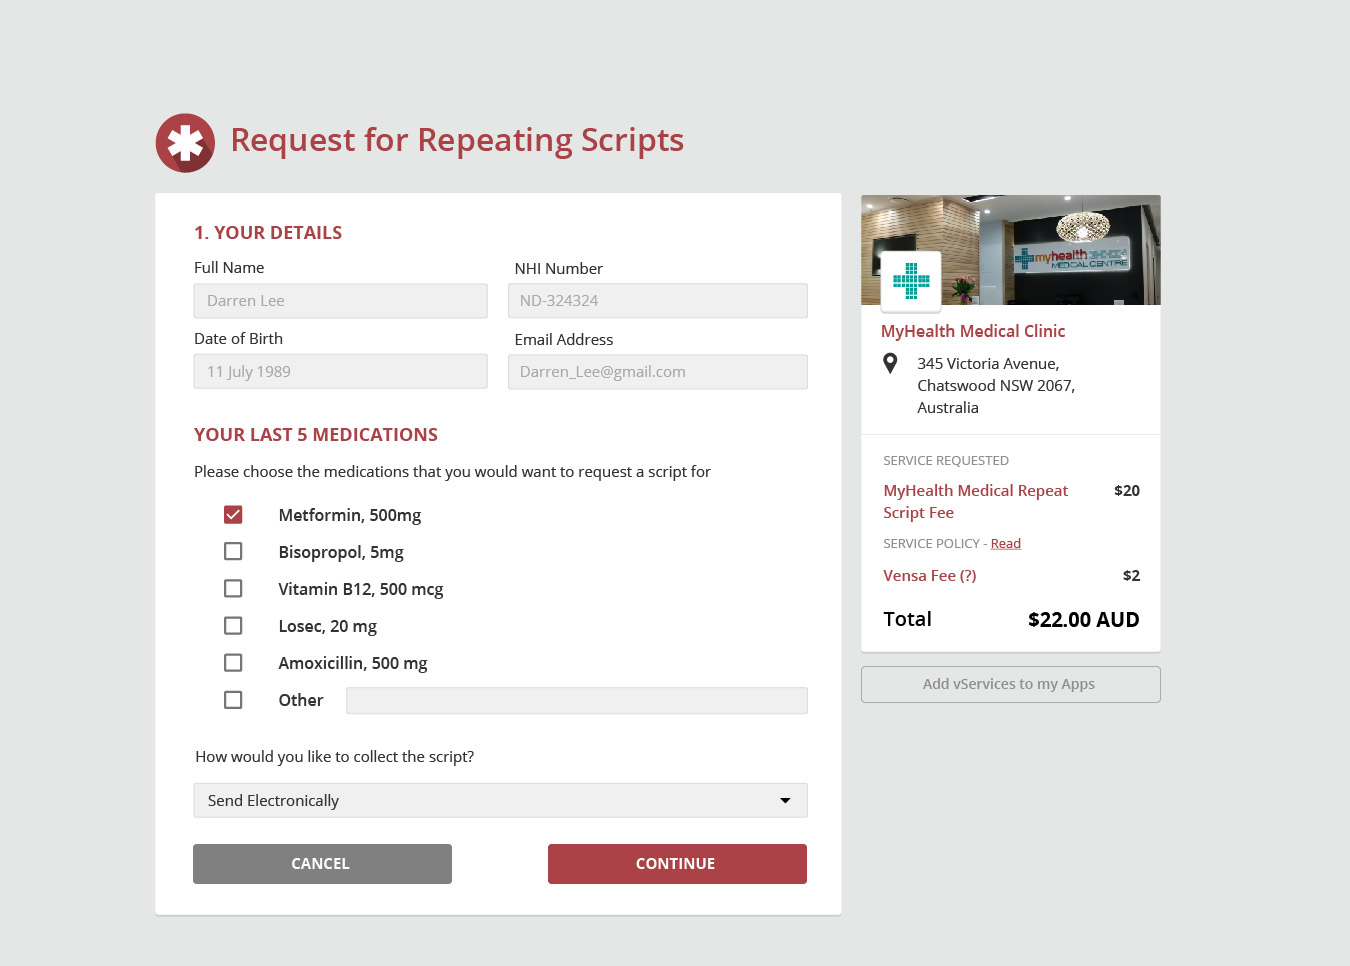 Request for Repeating Scripts
1. YOUR DETAILS
Full Name
NHI Number
Darren Lee
ND-324324
Date of Birth
Email Address
11 July 1989
Darren_Lee@gmail.com
YOUR LAST 5 MEDICATIONS
Please choose the medications that you would want to request a script for
Metformin, 500mg
Bisopropol, 5mg
Vitamin B12, 500 mcg
Losec, 20 mg
Amoxicillin, 500 mg
Other
How would you like to collect the script?
Send Electronically
CANCEL
CONTINUE
myhealth
MEDICAL CENTRE
MyHealth Medical Clinic
345 Victoria Avenue,
Chatswood NSW 2067,
Australia
SERVICE REQUESTED
MyHealth Medical Repeat $20
Script Fee
SERVICE POLICY - Read
Vensa Fee (?) $2
Total $22.00 AUD
Add vServices to my Apps